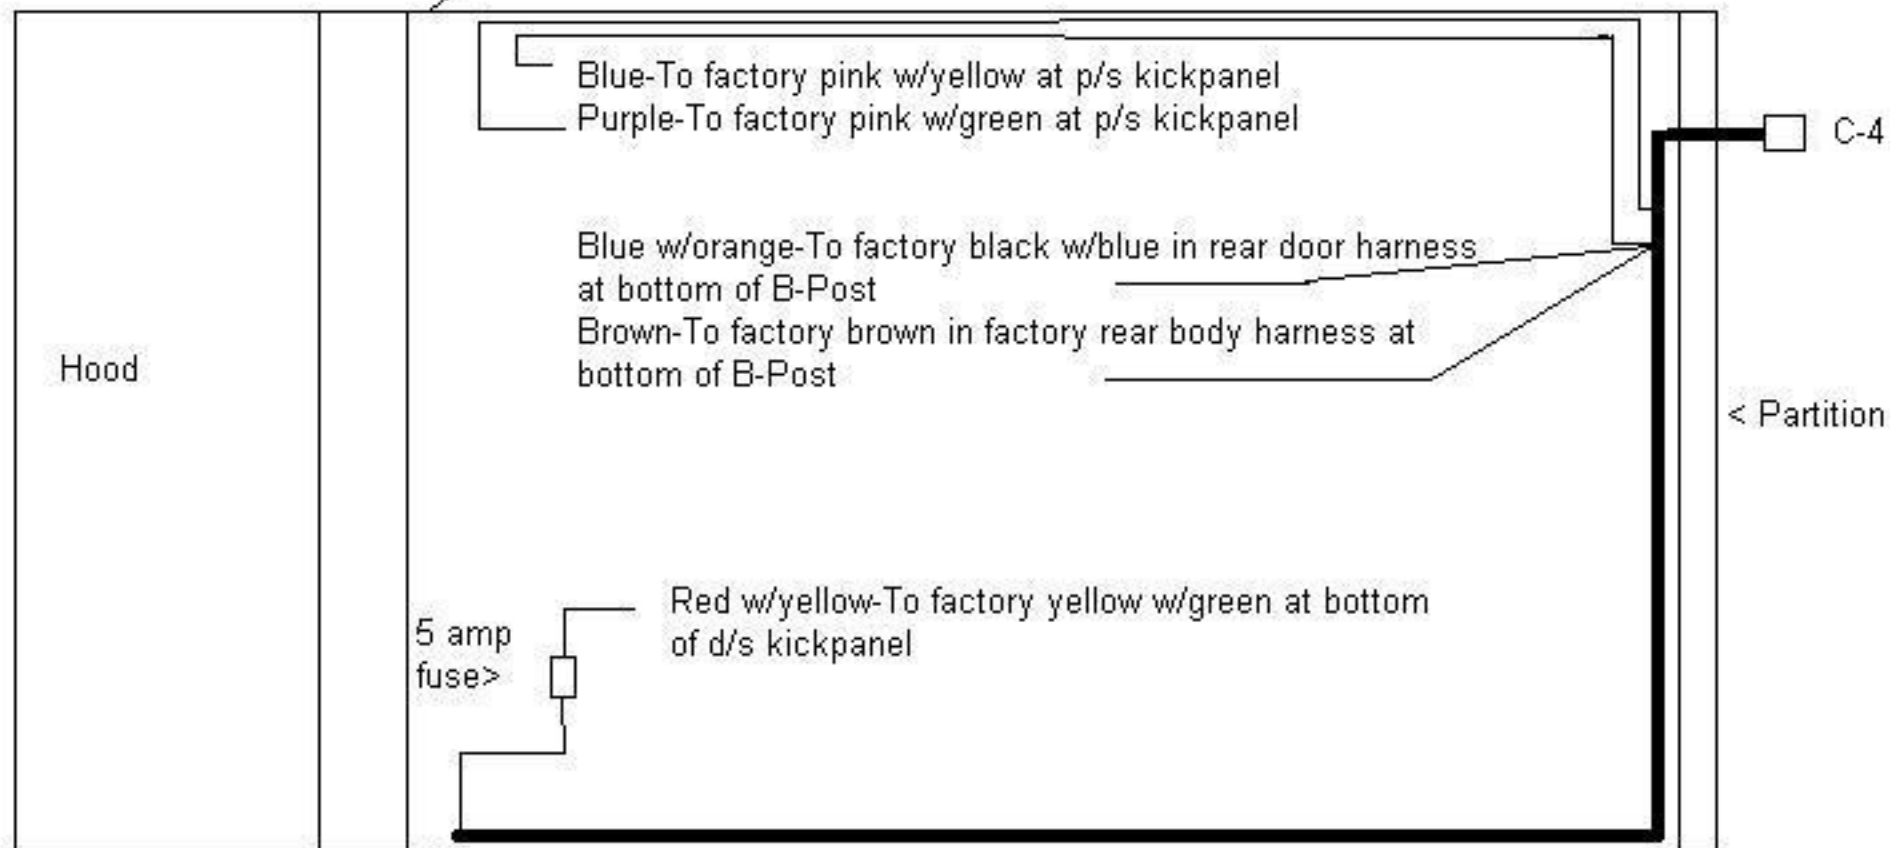 Blue-To factory pink w/yellow at p/s kickpanel
Purple-To factory pink w/green at p/s kickpanel
C-4
Blue w/orange-To factory black w/blue in rear door harness
at bottom of B-Post
Brown-To factory brown in factory rear body harness at
bottom of B-Post
Hood
< Partition
Red w/yellow-To factory yellow w/green at bottom
of d/s kickpanel
5 amp
fuse>